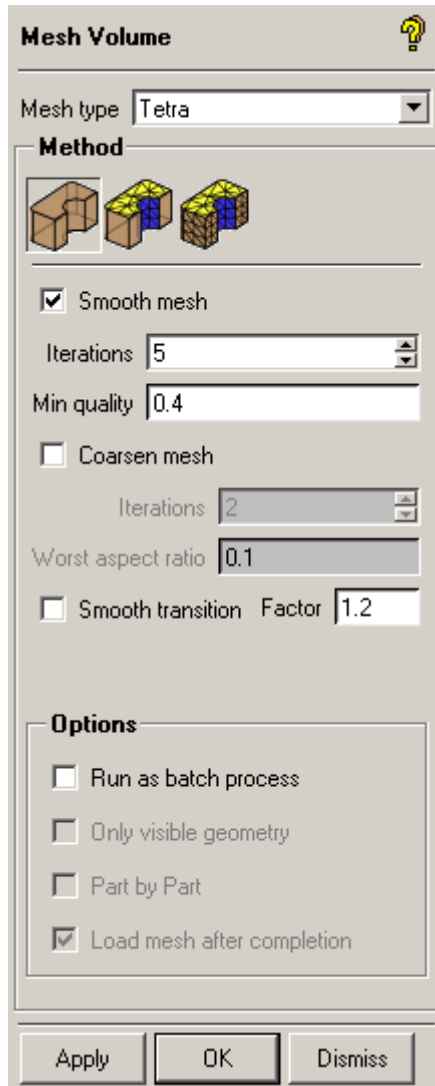 Mesh Volume
Mesh type Tetra
Method
Smooth mesh
Iterations 5
Min quality 0.4
Coarsen mesh
Iterations 2
Worst aspect ratio 0.1
Smooth transition Factor 1.2
Options
Run as batch process
Only visible geometry
Part by Part
Load mesh after completion
Apply OK Dismiss